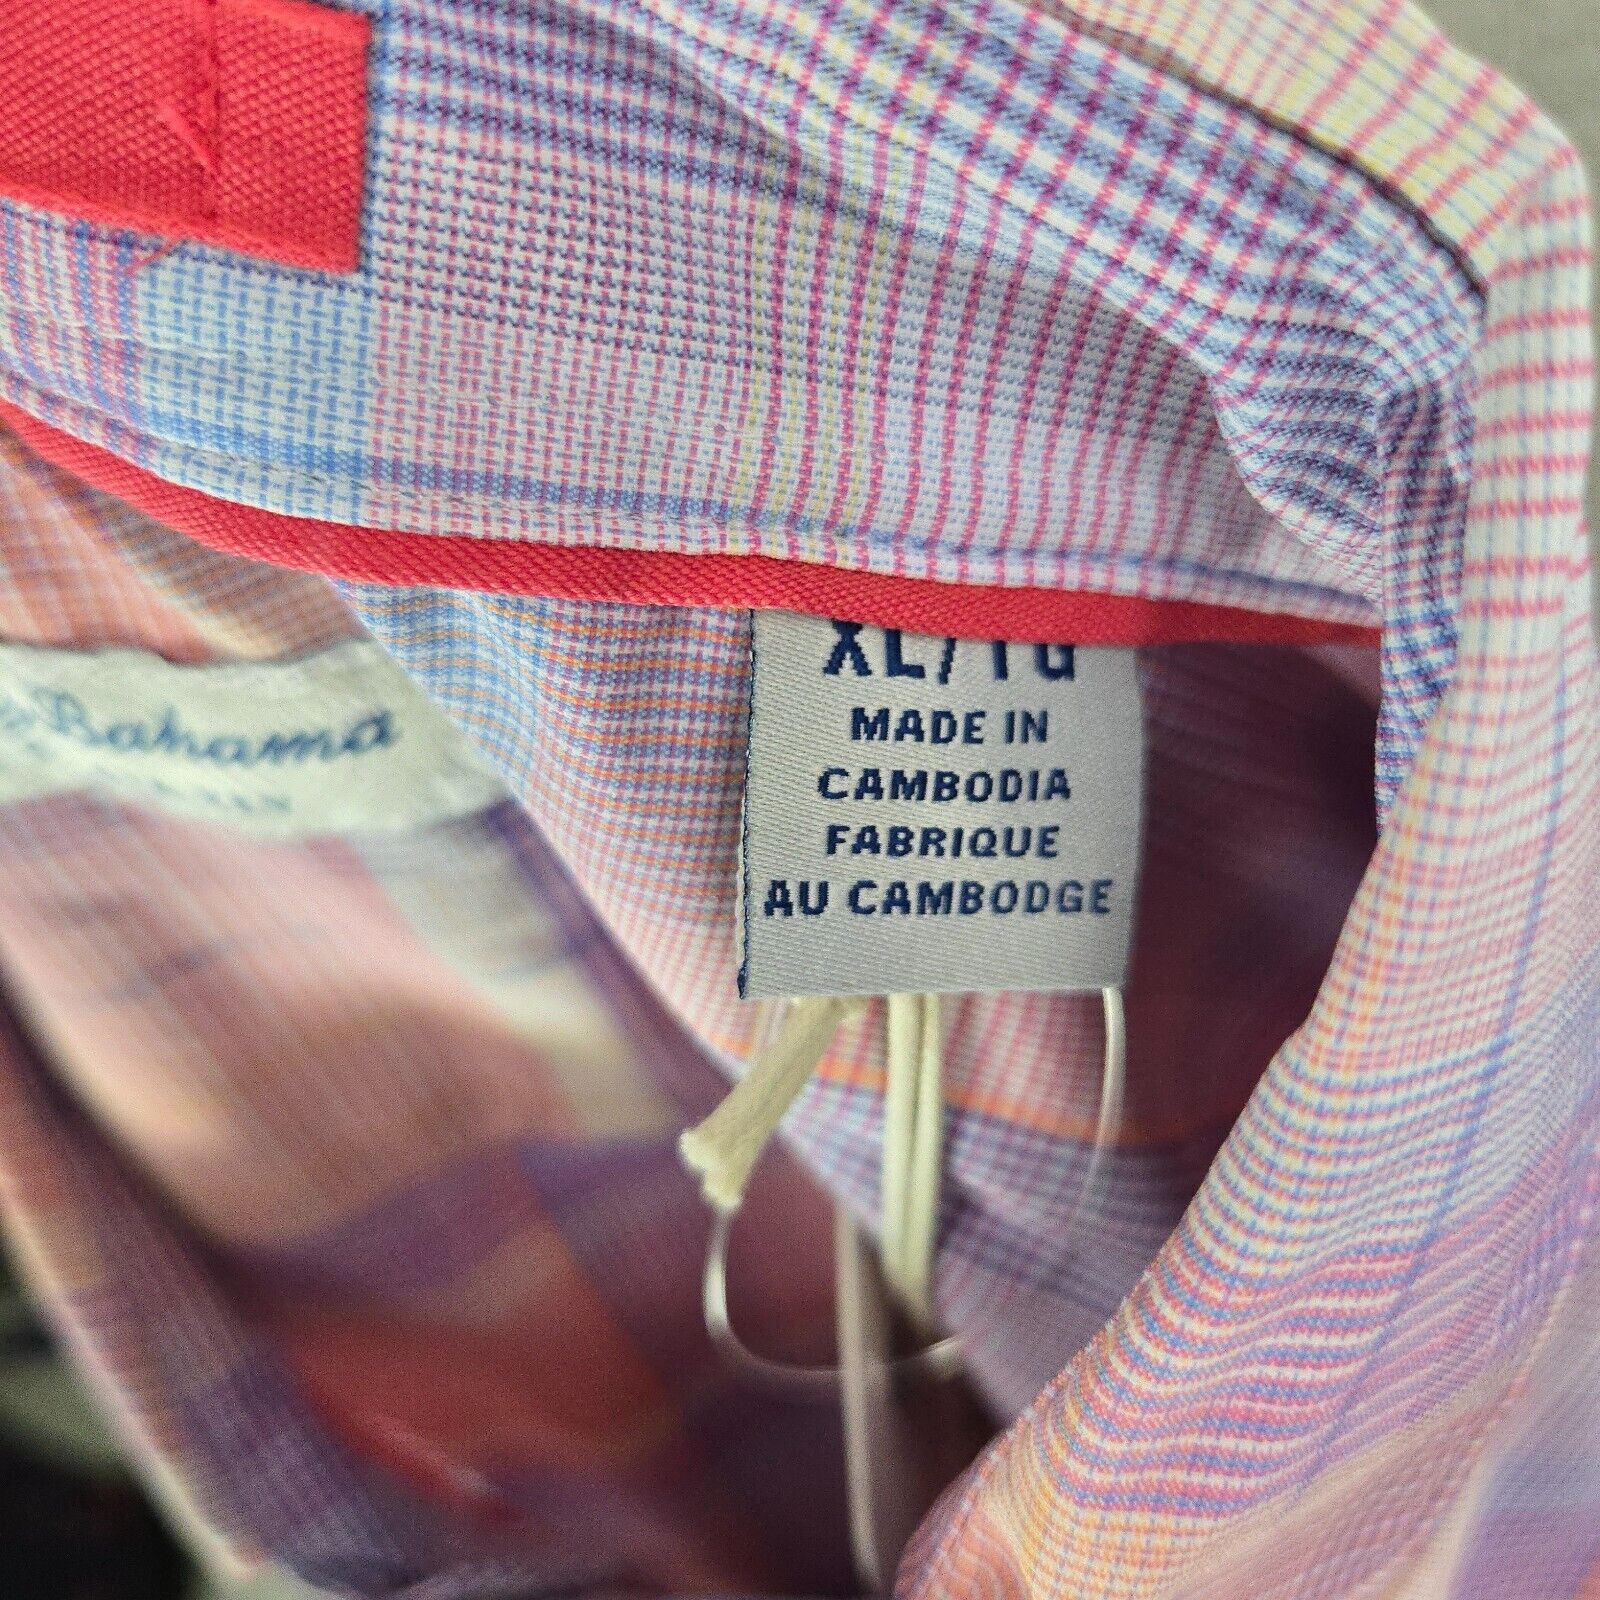 Bahama
XL/TG
MADE IN
CAMBODIA
FABRIQUE
AU CAMBODGE